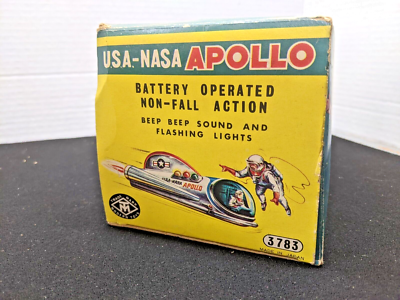 USA.-NASA APOLLO
BATTERY OPERATED
NON-FALL ACTION
BEEP BEEP SOUND AND
FLASHING LIGHTS
USA-NASA APOLLO
3783
MADE IN JAPAN